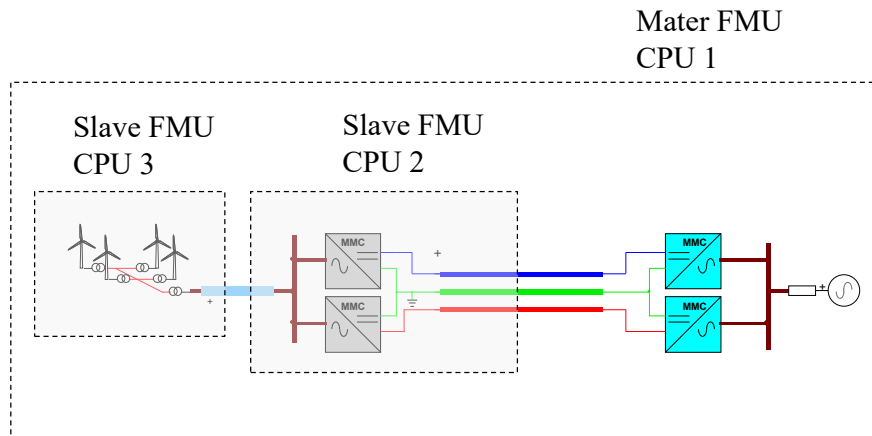 Mater FMU
CPU 1
Slave FMU
CPU 3
Slave FMU
CPU 2
MMC
MMC
MMC
MMC
+
+
+